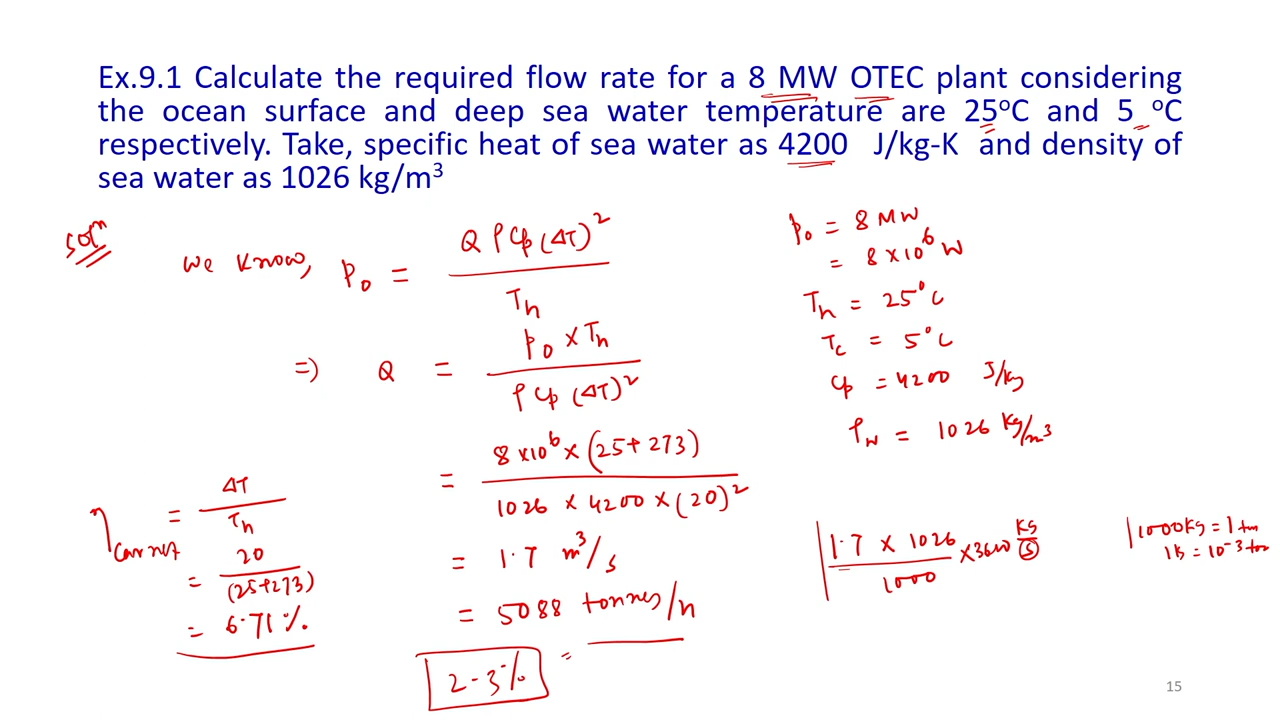 Ex.9.1 Calculate the required flow rate for a 8 MW OTEC plant considering
the ocean surface and deep sea water temperature are 25°C and 5 °C
respectively. Take, specific heat of sea water as 4200 J/kg-K and density of
sea water as 1026 kg/m³
Solⁿ
we know, P₀ = Q ρ Cp (ΔT)² / Tₕ
=> Q = P₀ × Tₕ / ρ Cp (ΔT)²
= 8×10⁶ × (25+273) / 1026 × 4200 × (20)²
= 1.7 m³/s
= 5088 tonnes/h
=
2-3%
P₀ = 8 MW
= 8×10⁶ W
Tₕ = 25°C
T꜀ = 5°C
Cp = 4200 J/kg
ρw = 1026 kg/m³
η carnot = ΔT / Tₕ
= 20 / (25+273)
= 6.71%
1.7 × 1026 / 1000 × 3600 kg/s
1000 kg = 1 ton
= 10⁻³ ton
15